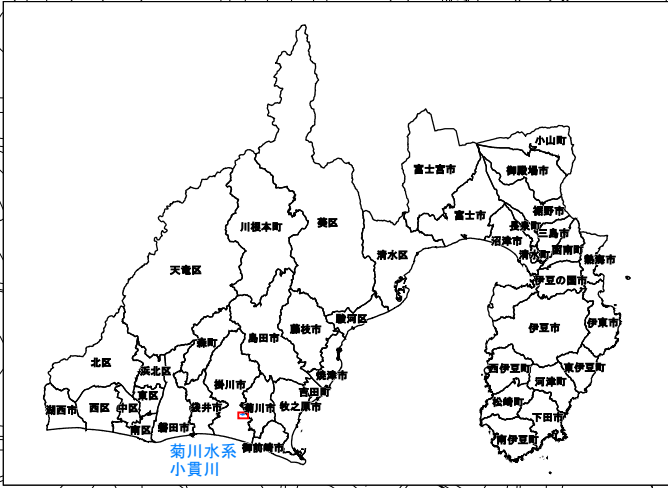 小山町
御殿場市
富士宮市
裾野市
富士市
長泉町
三島市
沼津市
函南町
清水町
熱海市
伊豆の国市
川根本町
葵区
清水区
天竜区
駿河区
伊豆市
伊東市
藤枝市
島田市
森町
北区
浜北区
焼津市
西伊豆町
東伊豆町
河津町
掛川市
吉田町
東区
湖西市
西区
中区
袋井市
菊川市
牧之原市
松崎町
下田市
磐田市
南区
南伊豆町
御前崎市
菊川水系
小貫川